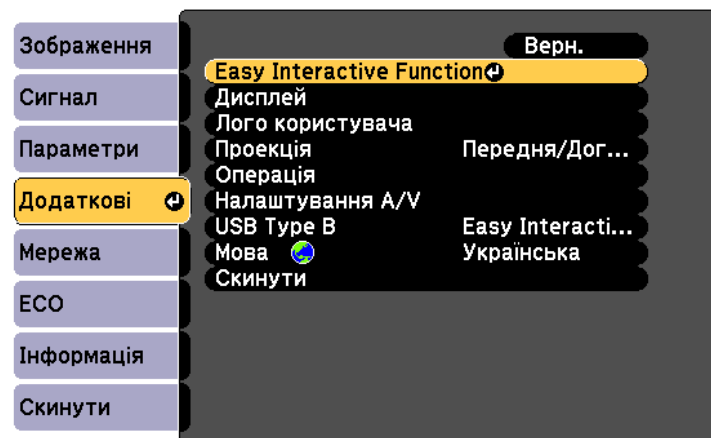 Зображення
Сигнал
Параметри
Додаткові
Мережа
ECO
Інформація
Скинути
Верн.
Easy Interactive Function
Дисплей
Лого користувача
Проекція Передня/Дог...
Операція
Налаштування A/V
USB Type B Easy Interacti...
Мова Українська
Скинути